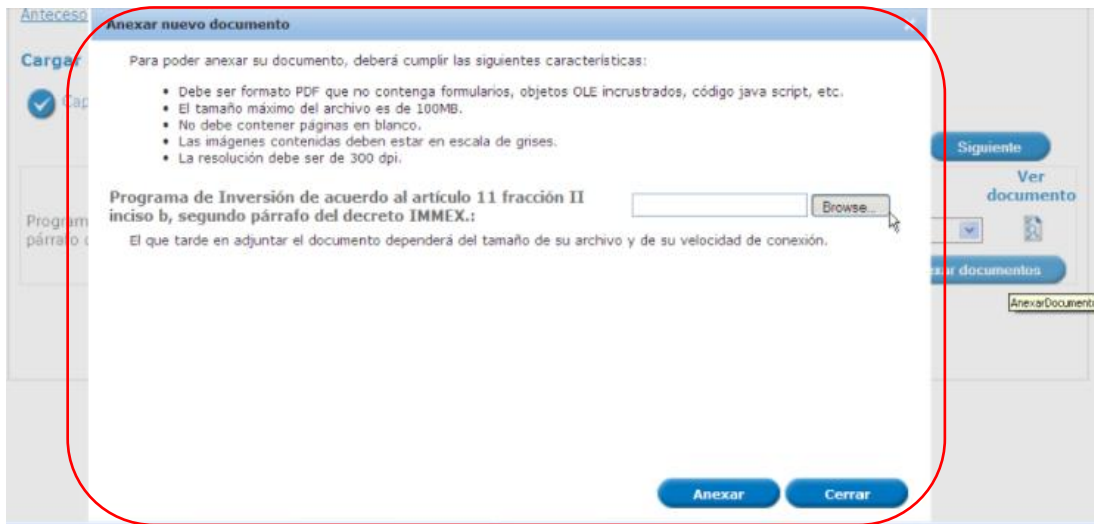 Anteceso
Anexar nuevo documento
Cargar
Para poder anexar su documento, deberá cumplir las siguientes características:
Cap
• Debe ser formato PDF que no contenga formularios, objetos OLE incrustrados, código java script, etc.
• El tamaño máximo del archivo es de 100MB.
• No debe contener páginas en blanco.
• Las imágenes contenidas deben estar en escala de grises.
• La resolución debe ser de 300 dpi.
Siguiente
Ver
documento
Programa de Inversión de acuerdo al artículo 11 fracción II
inciso b, segundo párrafo del decreto IMMEX.:
Browse...
Program
párrafo d
El que tarde en adjuntar el documento dependerá del tamaño de su archivo y de su velocidad de conexión.
xar documentos
AnexarDocument
Anexar
Cerrar